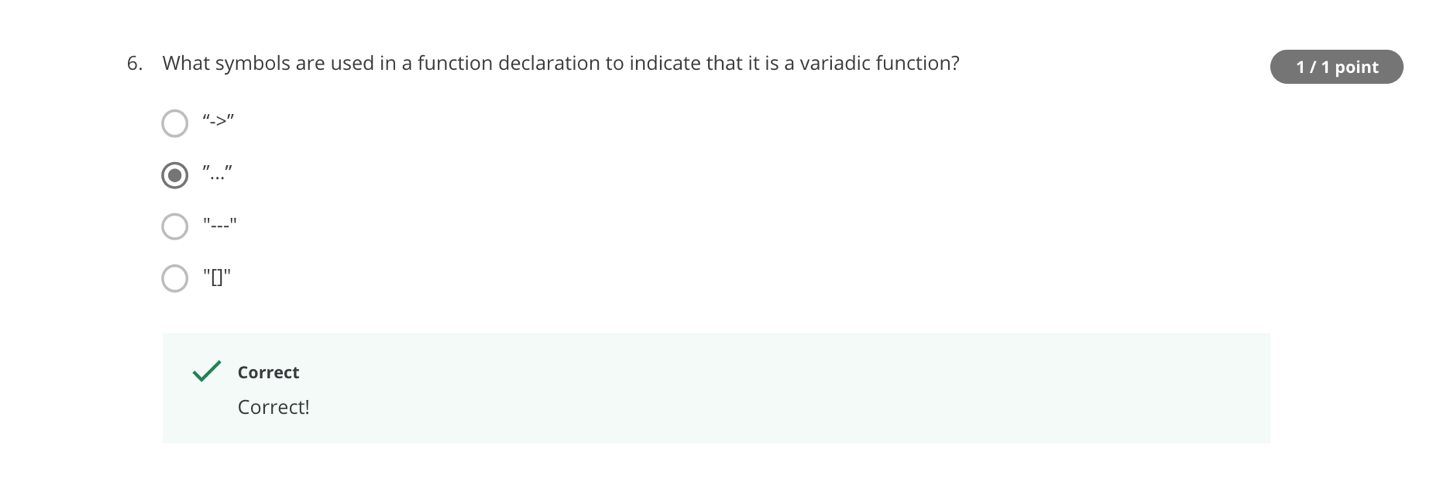 6. What symbols are used in a function declaration to indicate that it is a variadic function?
1 / 1 point
“->”
”...”
"---"
"[]"
Correct
Correct!